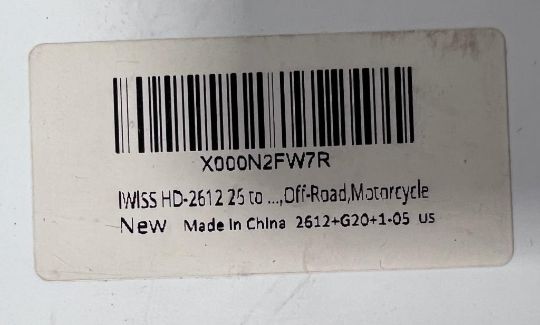 X000N2FW7R
IWISS HD-2612 25 to ...,Off-Road,Motorcycle
New Made In China 2612+G20+1-05 US